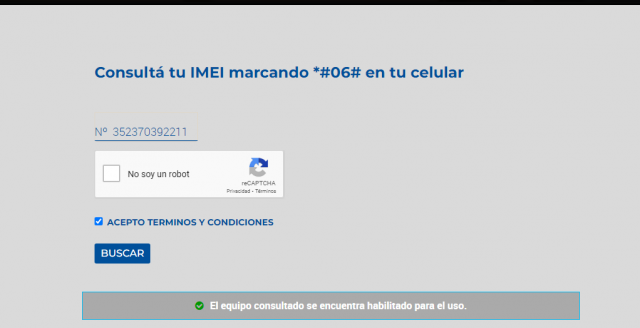 Consultá tu IMEI marcando *#06# en tu celular
Nº 352370392211
No soy un robot
reCAPTCHA
Privacidad - Términos
ACEPTO TERMINOS Y CONDICIONES
BUSCAR
El equipo consultado se encuentra habilitado para el uso.